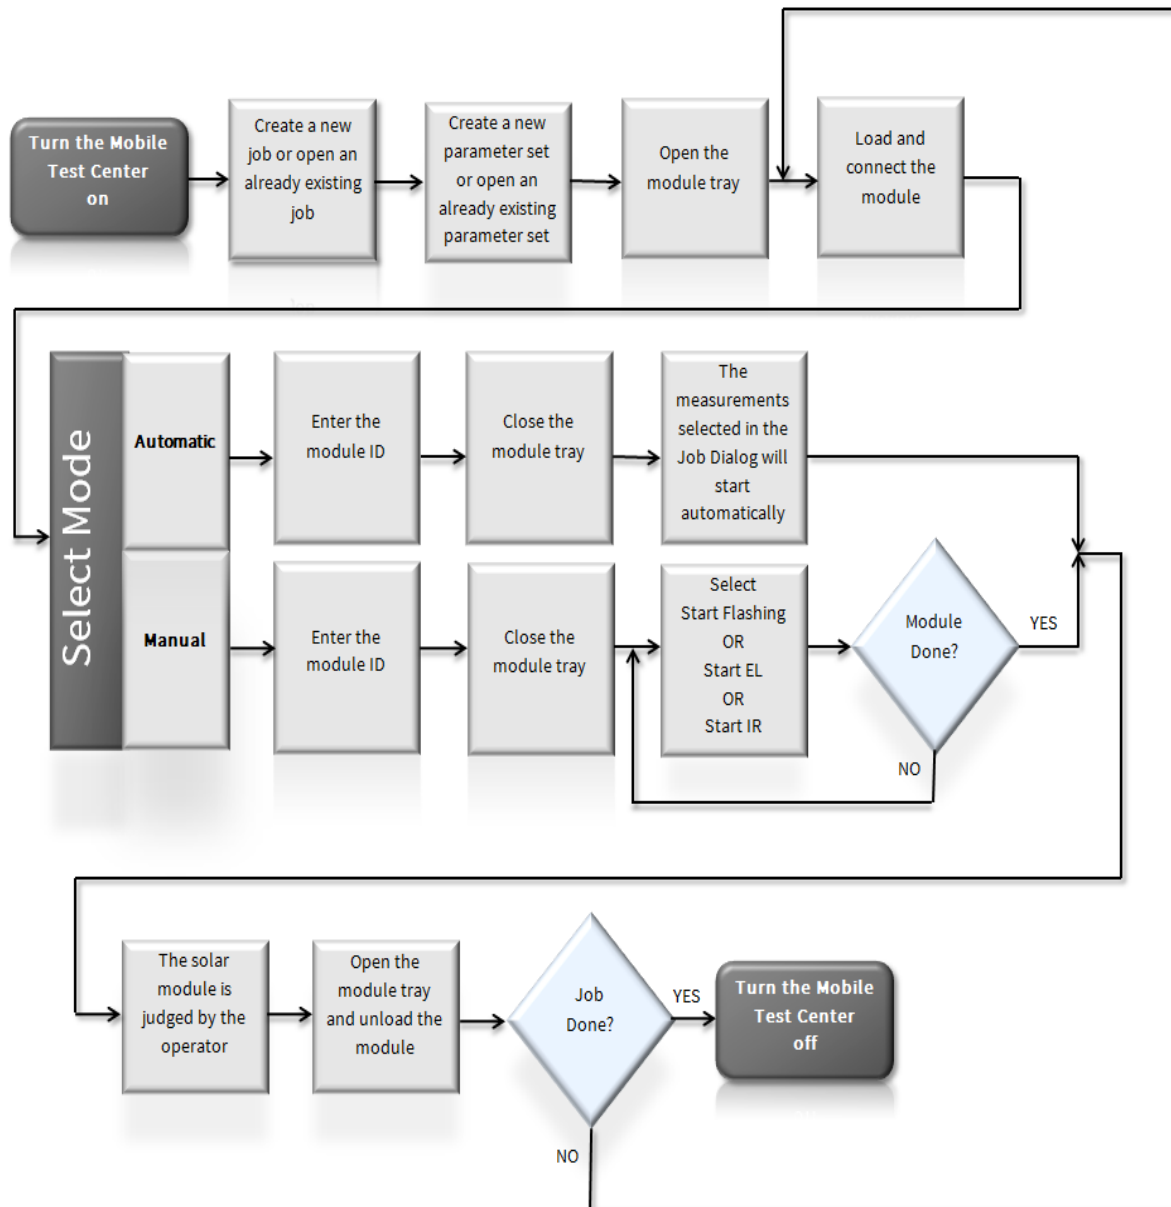 Turn the Mobile
Test Center
on
Create a new
job or open an
already existing
job
Create a new
parameter set
or open an
already existing
parameter set
Open the
module tray
Load and
connect the
module
Select Mode
Automatic
Enter the
module ID
Close the
module tray
The
measurements
selected in the
Job Dialog will
start
automatically
Manual
Enter the
module ID
Close the
module tray
Select
Start Flashing
OR
Start EL
OR
Start IR
Module
Done?
YES
NO
The solar
module is
judged by the
operator
Open the
module tray
and unload the
module
Job
Done?
YES
Turn the Mobile
Test Center
off
NO